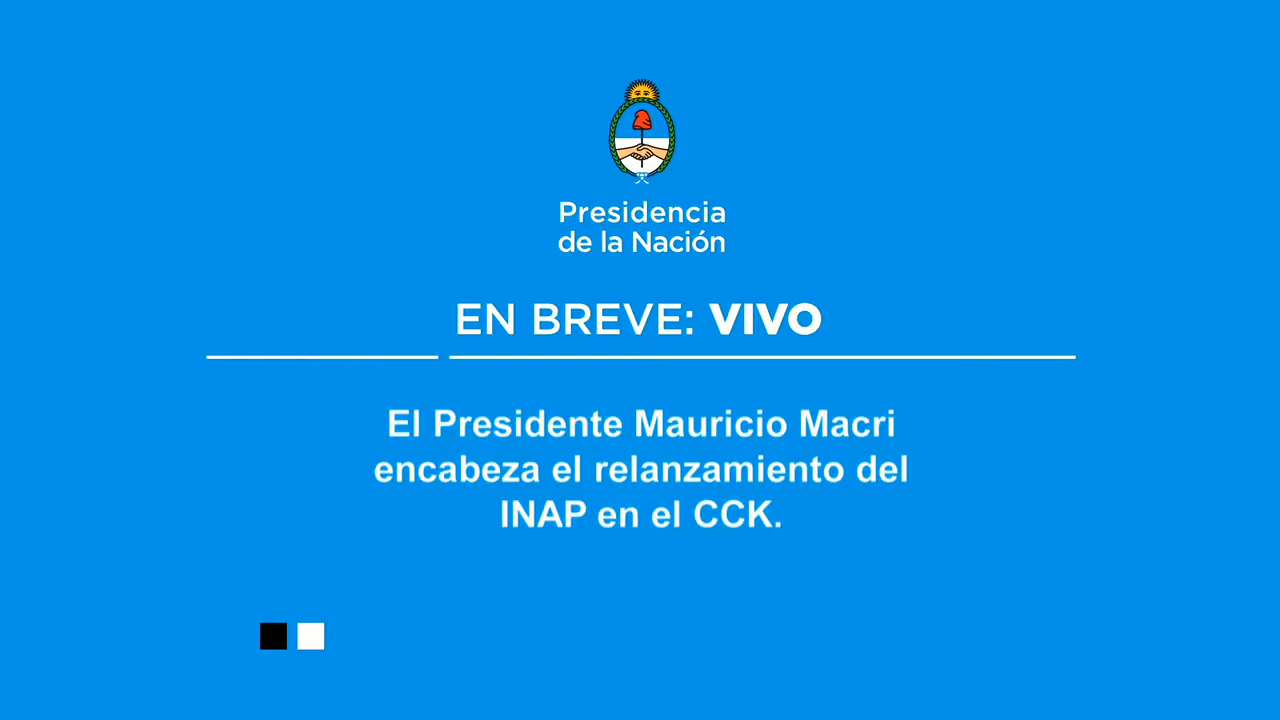 Presidencia
de la Nación
EN BREVE: VIVO
El Presidente Mauricio Macri
encabeza el relanzamiento del
INAP en el CCK.